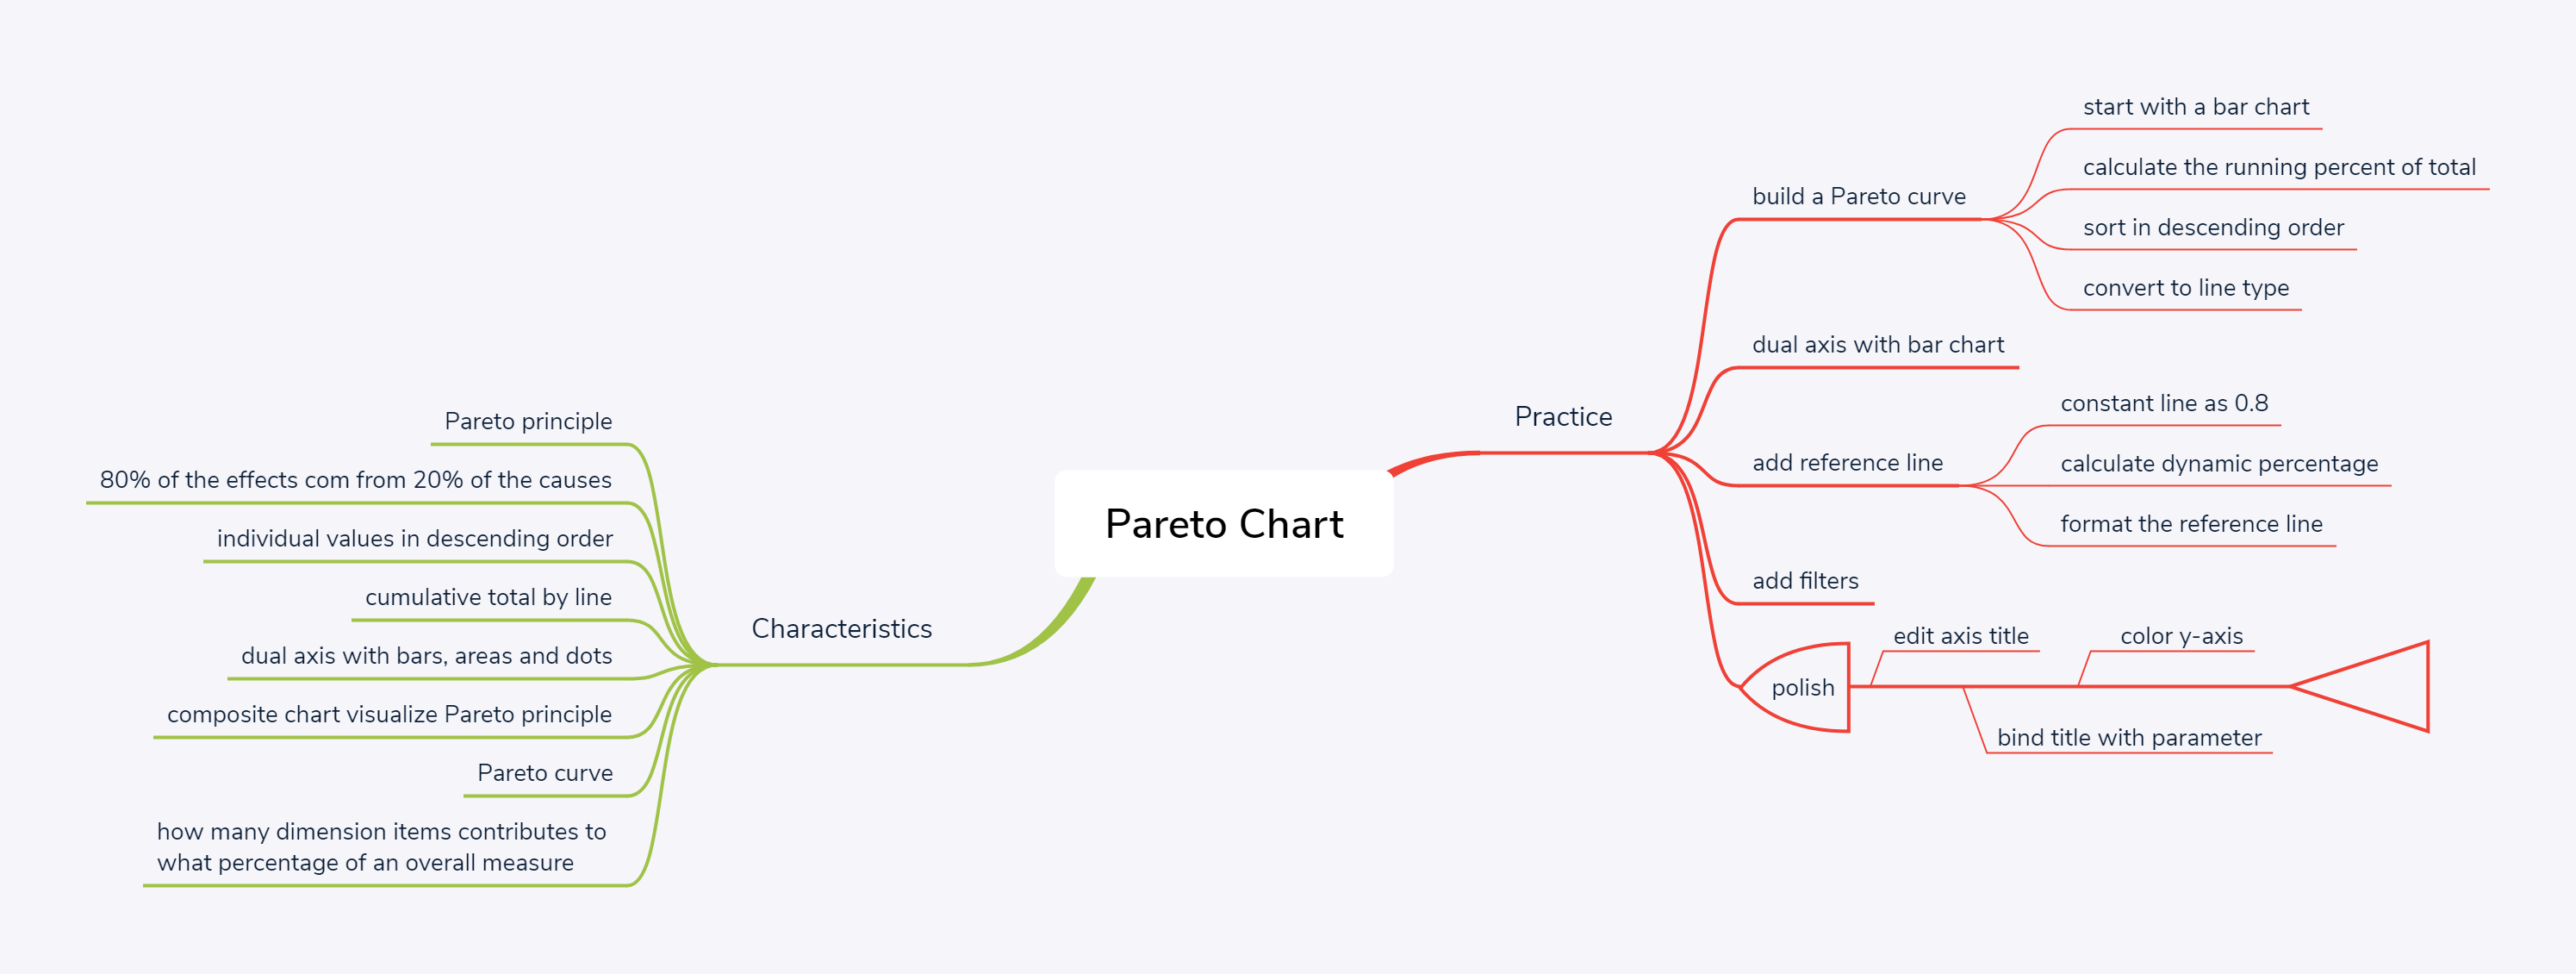 Pareto Chart
Practice
build a Pareto curve
start with a bar chart
calculate the running percent of total
sort in descending order
convert to line type
dual axis with bar chart
add reference line
constant line as 0.8
calculate dynamic percentage
format the reference line
add filters
polish
edit axis title
bind title with parameter
color y-axis
Characteristics
Pareto principle
80% of the effects com from 20% of the causes
individual values in descending order
cumulative total by line
dual axis with bars, areas and dots
composite chart visualize Pareto principle
Pareto curve
how many dimension items contributes to
what percentage of an overall measure